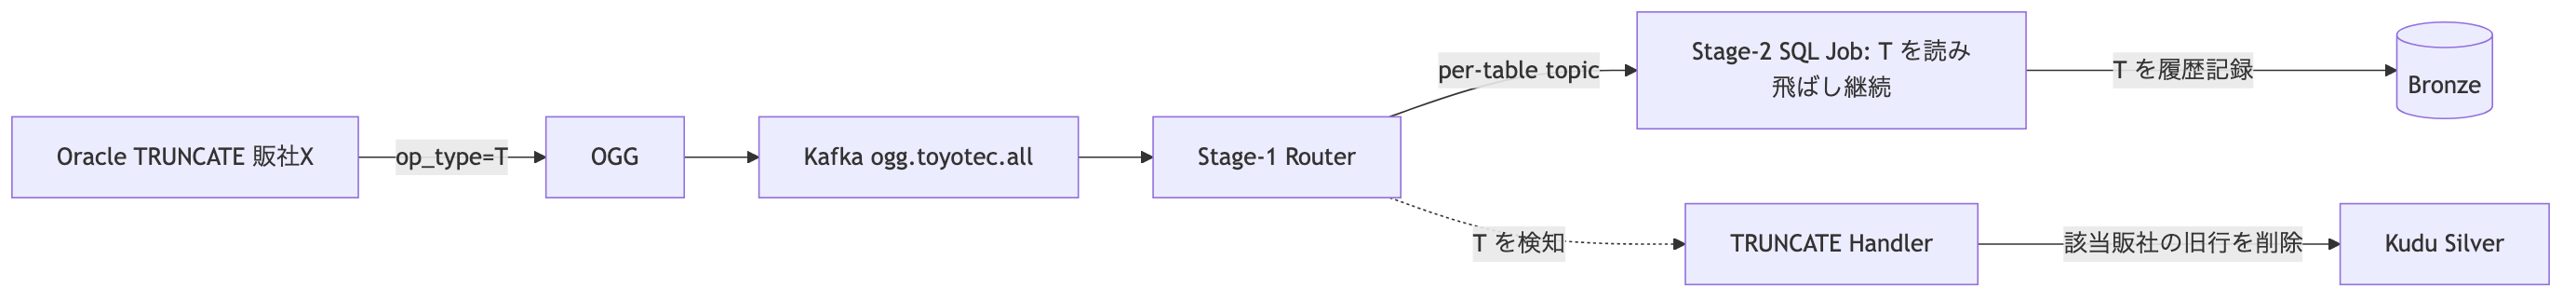 Oracle TRUNCATE 販社X
op_type=T
OGG
Kafka ogg.toyotec.all
Stage-1 Router
per-table topic
Stage-2 SQL Job: T を読み
飛ばし継続
T を履歴記録
Bronze
T を検知
TRUNCATE Handler
該当販社の旧行を削除
Kudu Silver